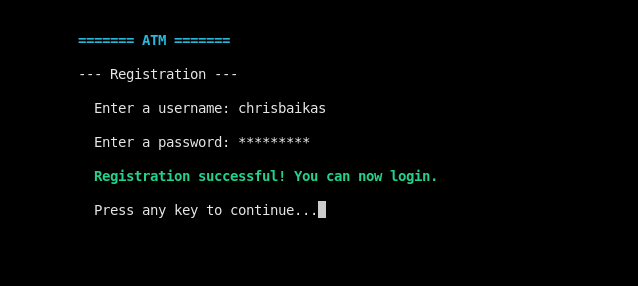 ======= ATM =======
--- Registration ---
Enter a username: chrisbaikas
Enter a password: *********
Registration successful! You can now login.
Press any key to continue...